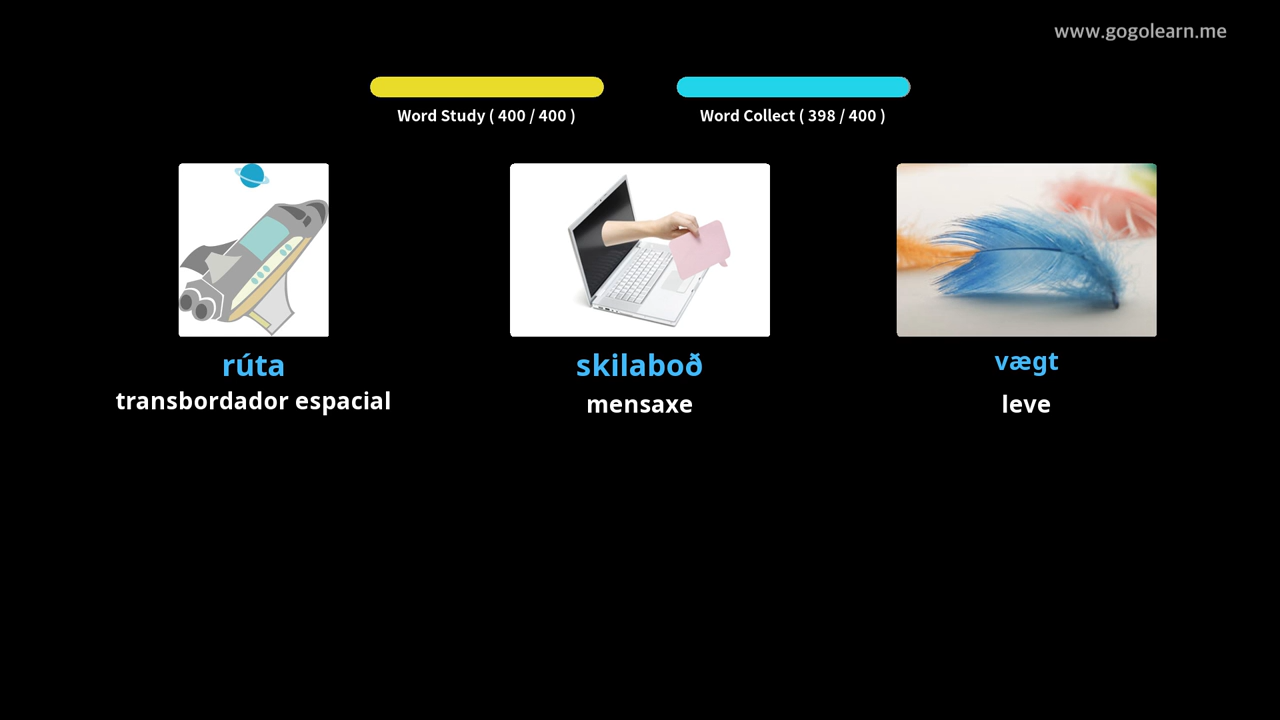 www.gogolearn.me
Word Study ( 400 / 400 )
Word Collect ( 398 / 400 )
rúta
transbordador espacial
skilaboð
mensaxe
vægt
leve